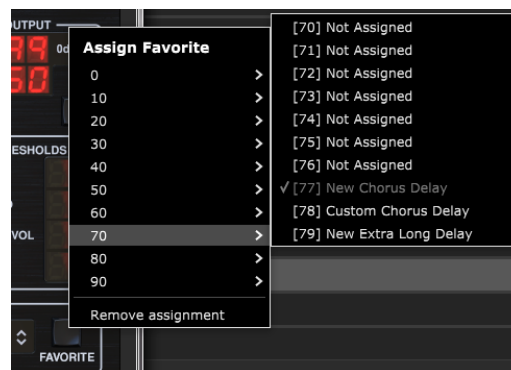 OUTPUT
0d
Assign Favorite
0
10
20
30
40
50
60
70
80
90
Remove assignment
[70] Not Assigned
[71] Not Assigned
[72] Not Assigned
[73] Not Assigned
[74] Not Assigned
[75] Not Assigned
[76] Not Assigned
✓[77] New Chorus Delay
[78] Custom Chorus Delay
[79] New Extra Long Delay
ESHOLDS
VOL
FAVORITE